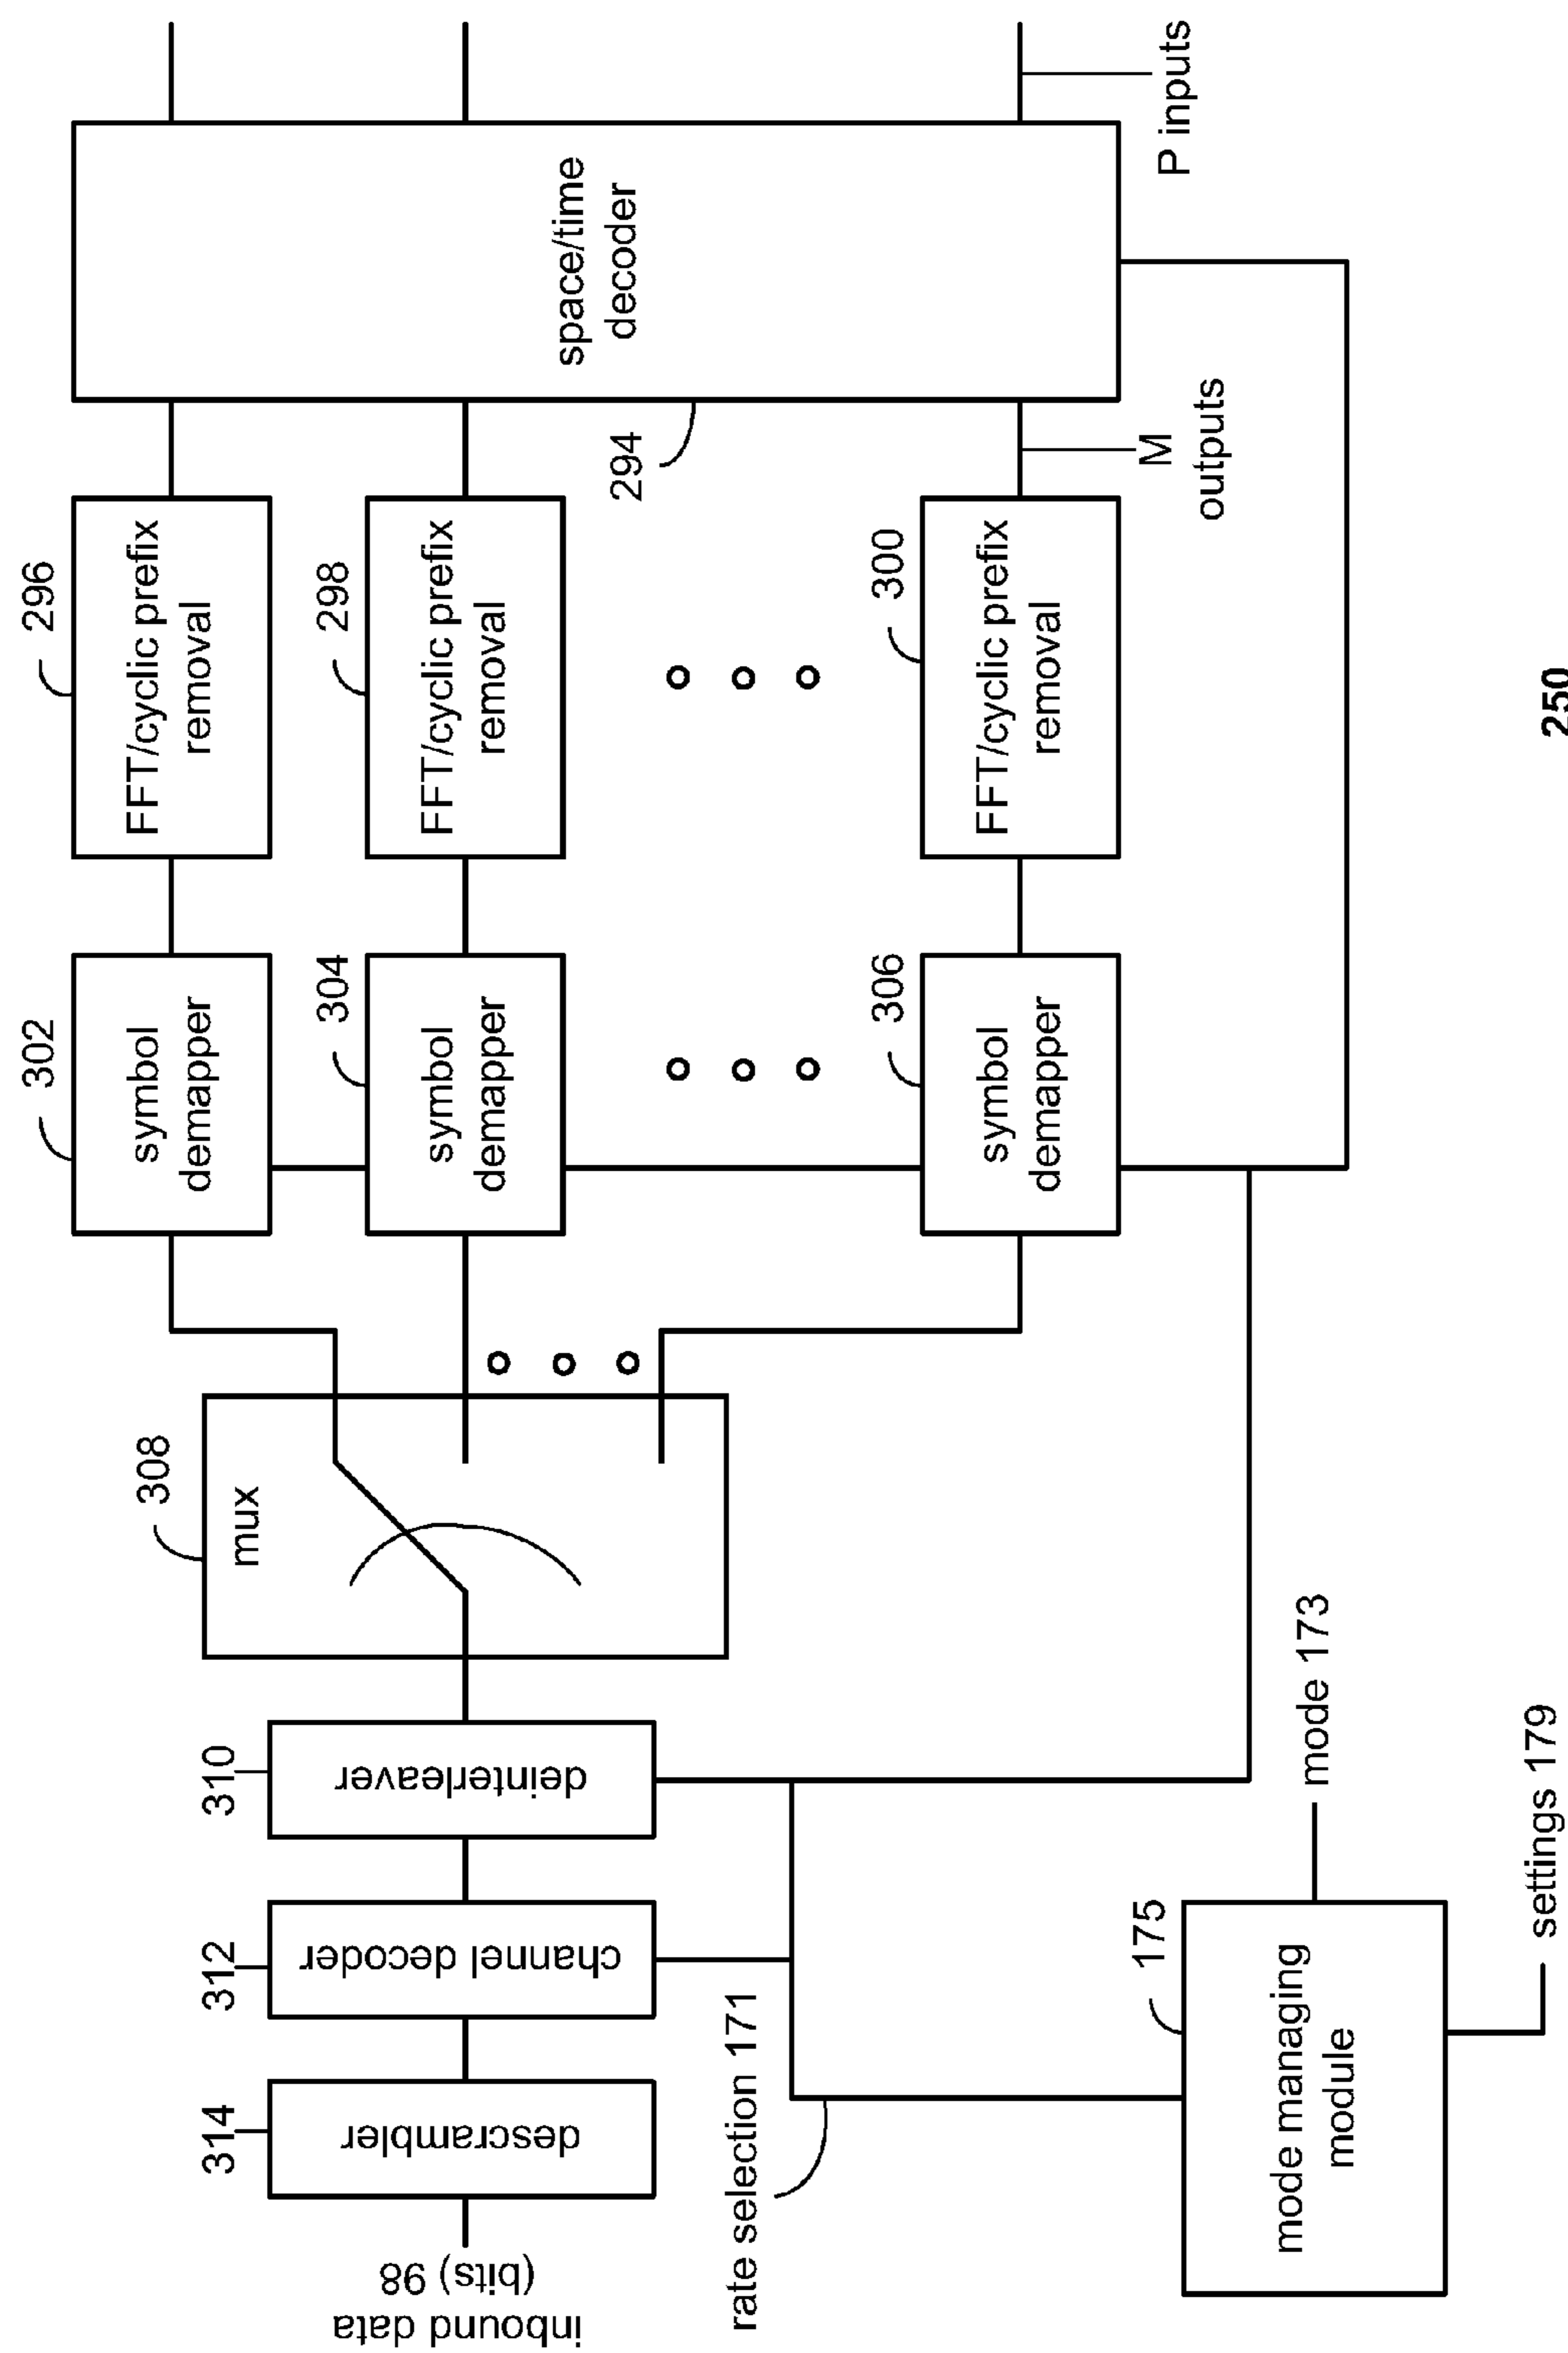 inbound data
(bits) 98
314
descrambler
312
channel decoder
310
deinterleaver
308
mux
302
symbol
demapper
304
symbol
demapper
306
symbol
demapper
296
FFT/cyclic prefix
removal
298
FFT/cyclic prefix
removal
300
FFT/cyclic prefix
removal
294
space/time
decoder
M
outputs
P inputs
rate selection 171
175
mode managing
module
mode 173
settings 179
250